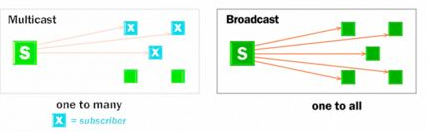 Multicast
X X
S
X
one to many
X = subscriber
Broadcast
S
one to all